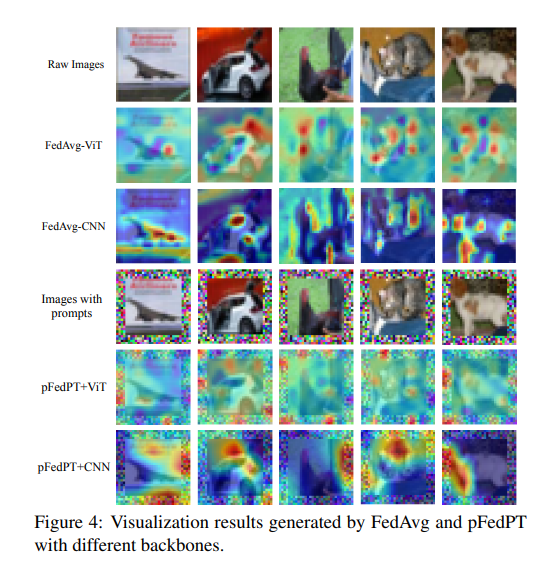 Raw Images
FedAvg-ViT
FedAvg-CNN
Images with
prompts
pFedPT+ViT
pFedPT+CNN
Figure 4: Visualization results generated by FedAvg and pFedPT
with different backbones.